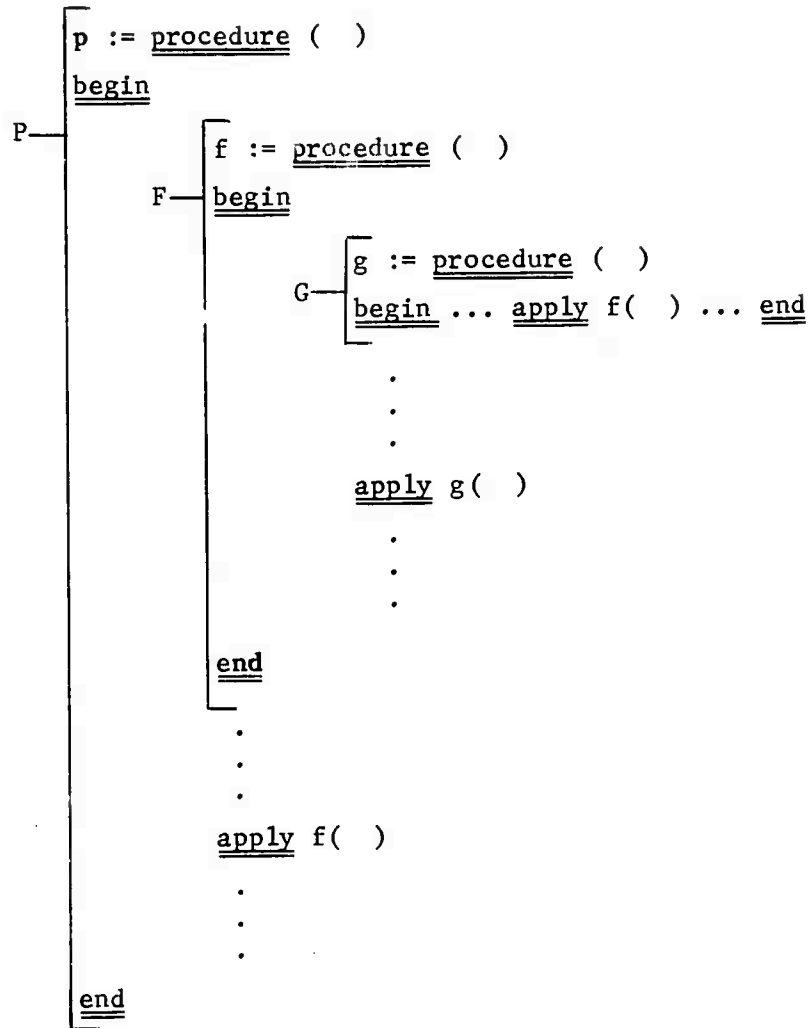 p := procedure ( )
begin
P
f := procedure ( )
F
begin
g := procedure ( )
G
begin ... apply f( ) ... end
.
.
.
apply g( )
.
.
.
end
.
.
.
apply f( )
.
.
.
end